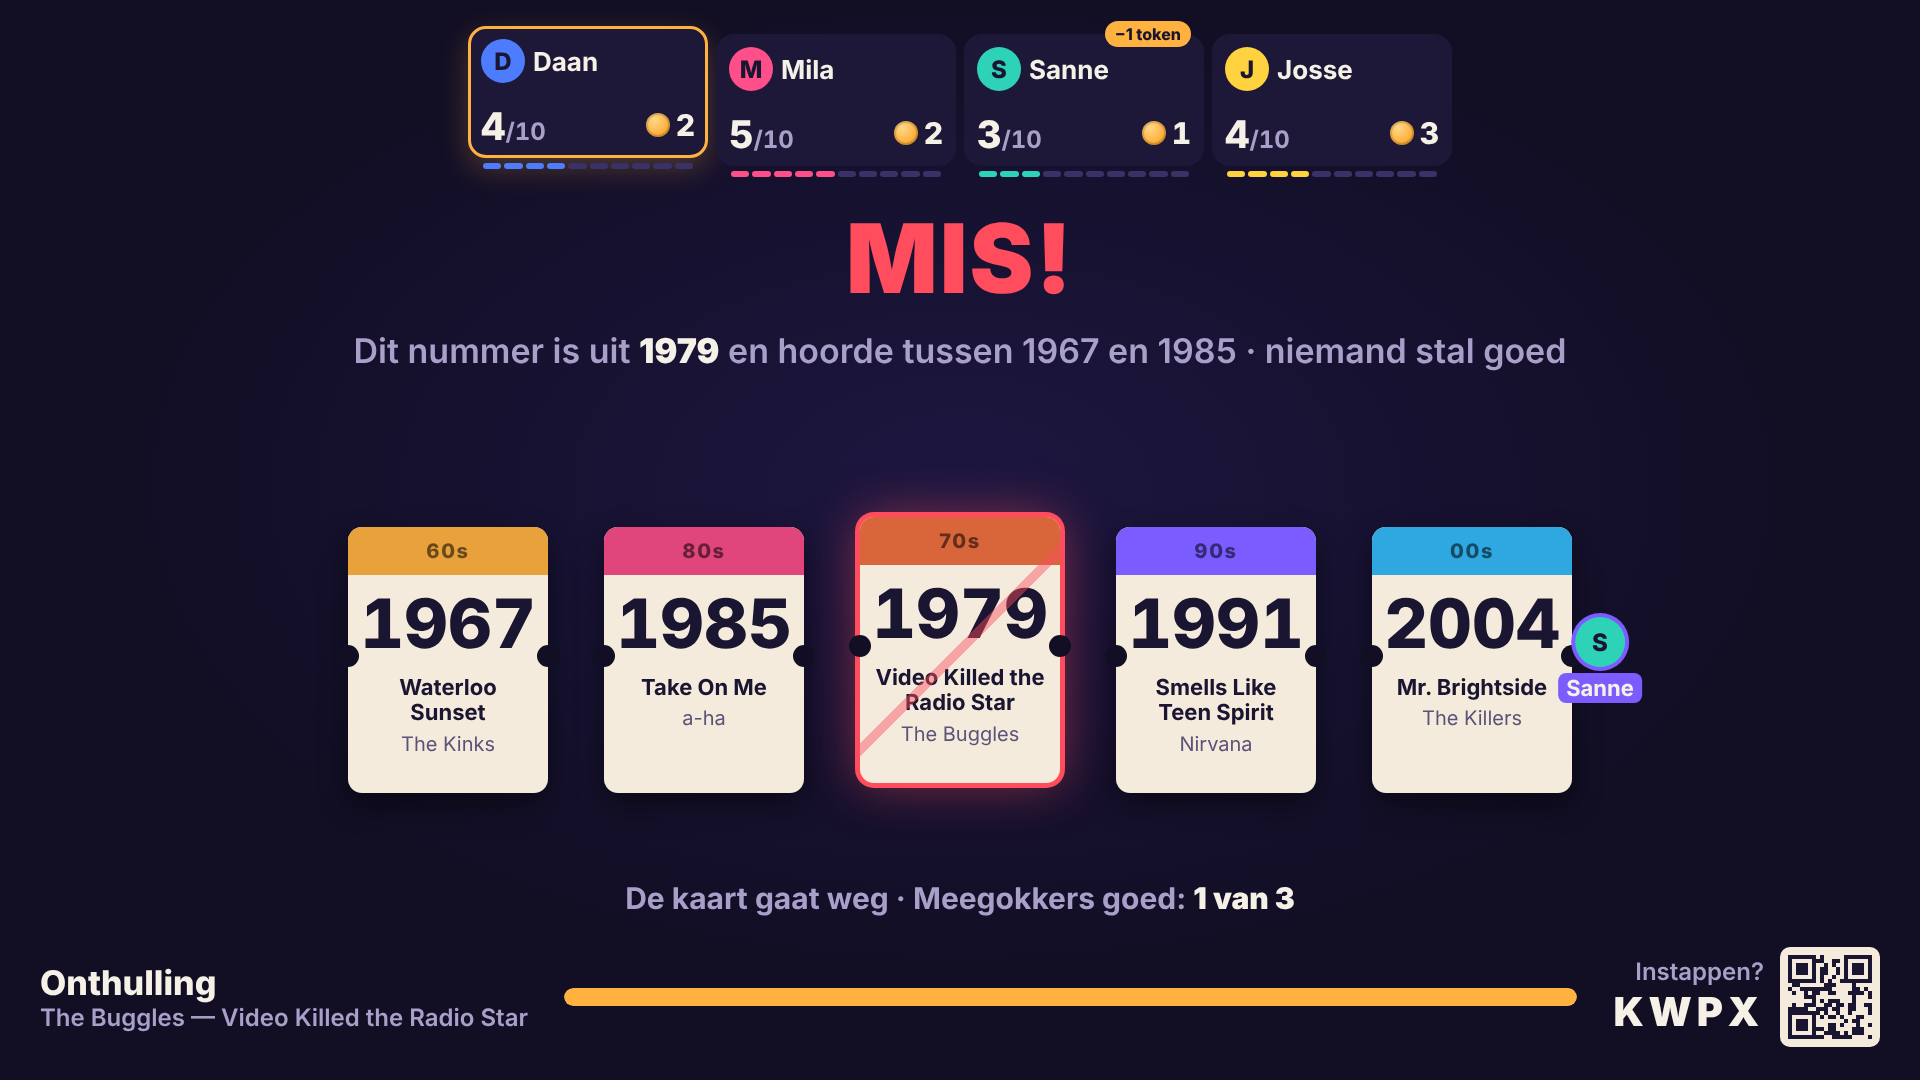 D Daan
4/10 2
M Mila
5/10 2
−1 token
S Sanne
3/10 1
J Josse
4/10 3
MIS!
Dit nummer is uit 1979 en hoorde tussen 1967 en 1985 · niemand stal goed
60s
1967
Waterloo
Sunset
The Kinks
80s
1985
Take On Me
a-ha
70s
1979
Video Killed the
Radio Star
The Buggles
90s
1991
Smells Like
Teen Spirit
Nirvana
00s
2004
Mr. Brightside
The Killers
S
Sanne
De kaart gaat weg · Meegokkers goed: 1 van 3
Onthulling
The Buggles — Video Killed the Radio Star
Instappen?
KWPX